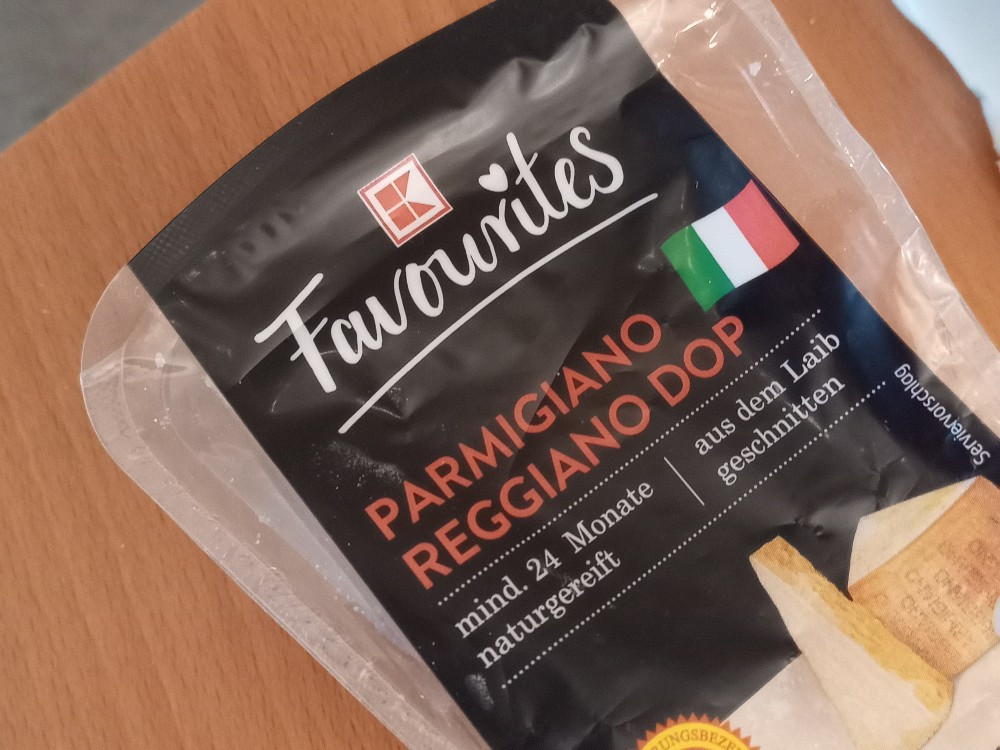 K
Favourites
PARMIGIANO
REGGIANO DOP
mind. 24 Monate
naturgereift
aus dem Laib
geschnitten
Serviervorschlag